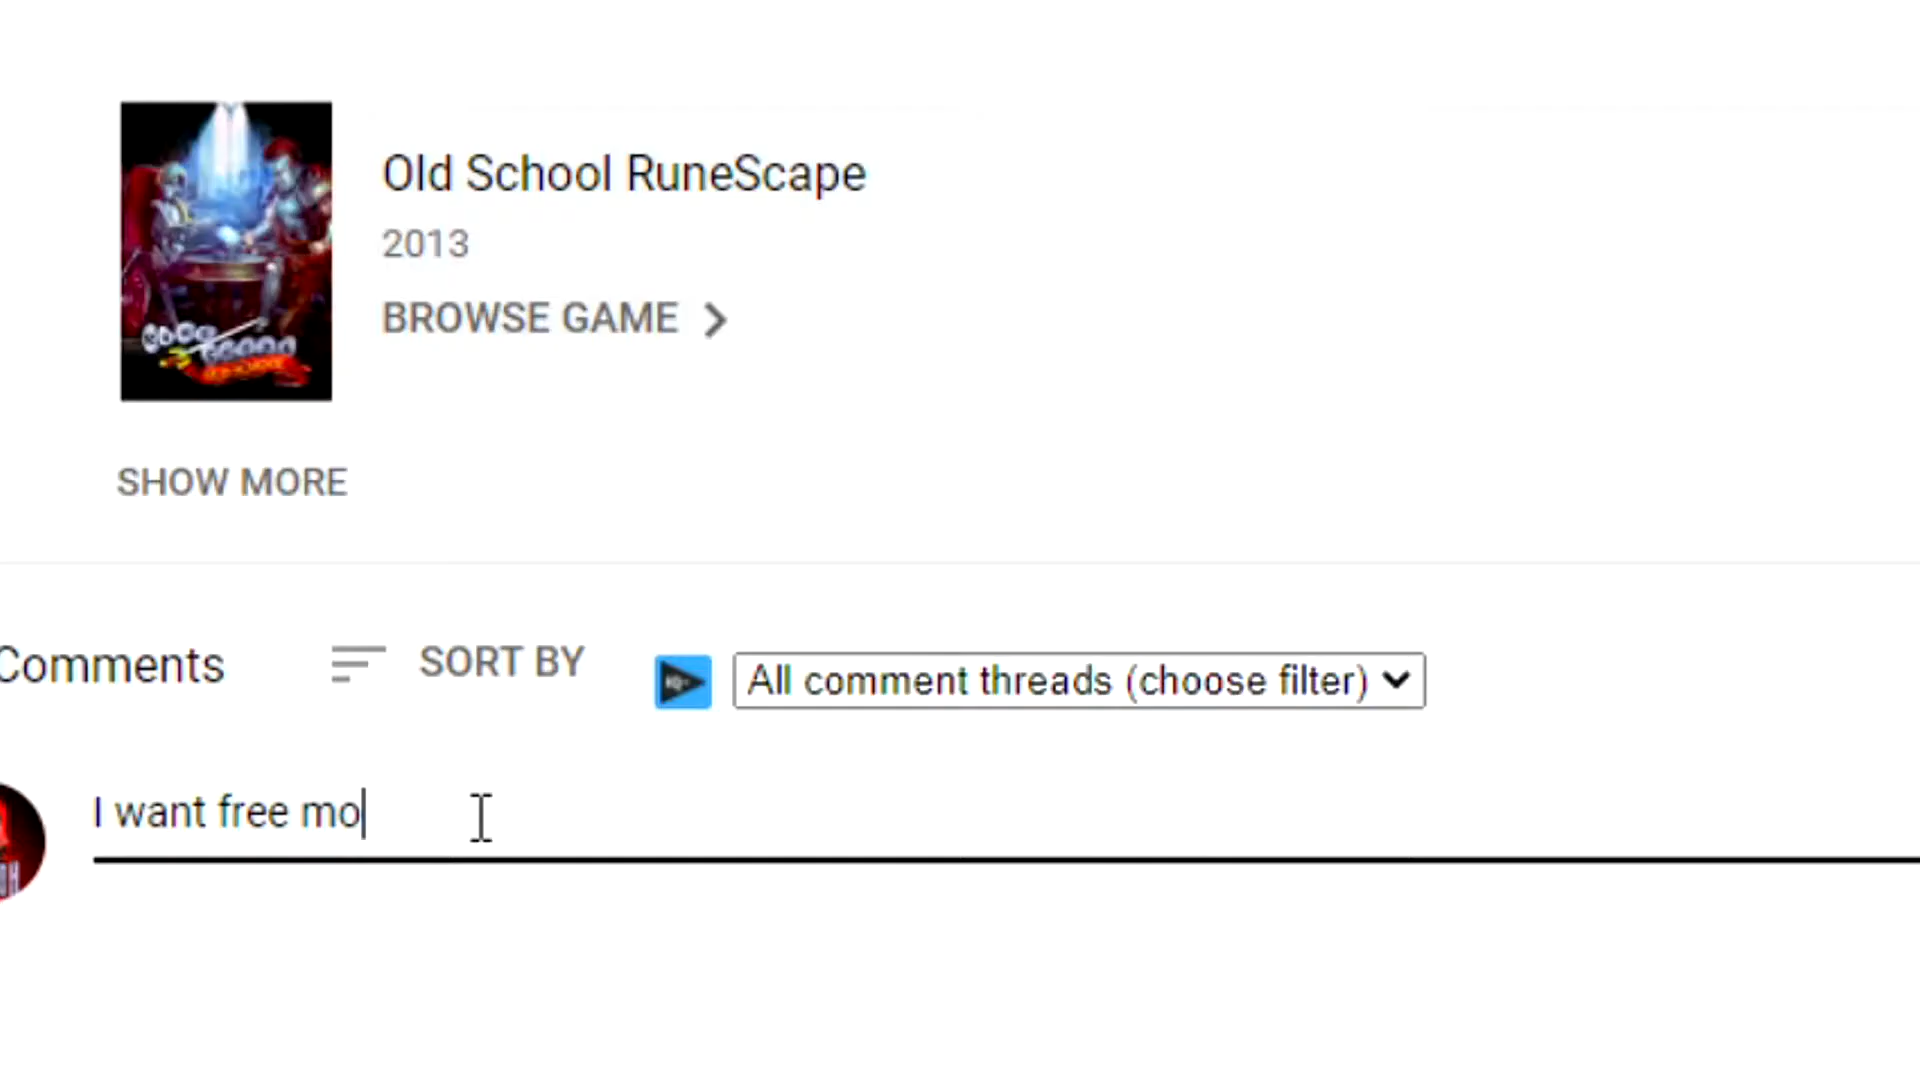 Old School RuneScape
2013
BROWSE GAME
SHOW MORE
Comments
SORT BY
All comment threads (choose filter)
I want free mo